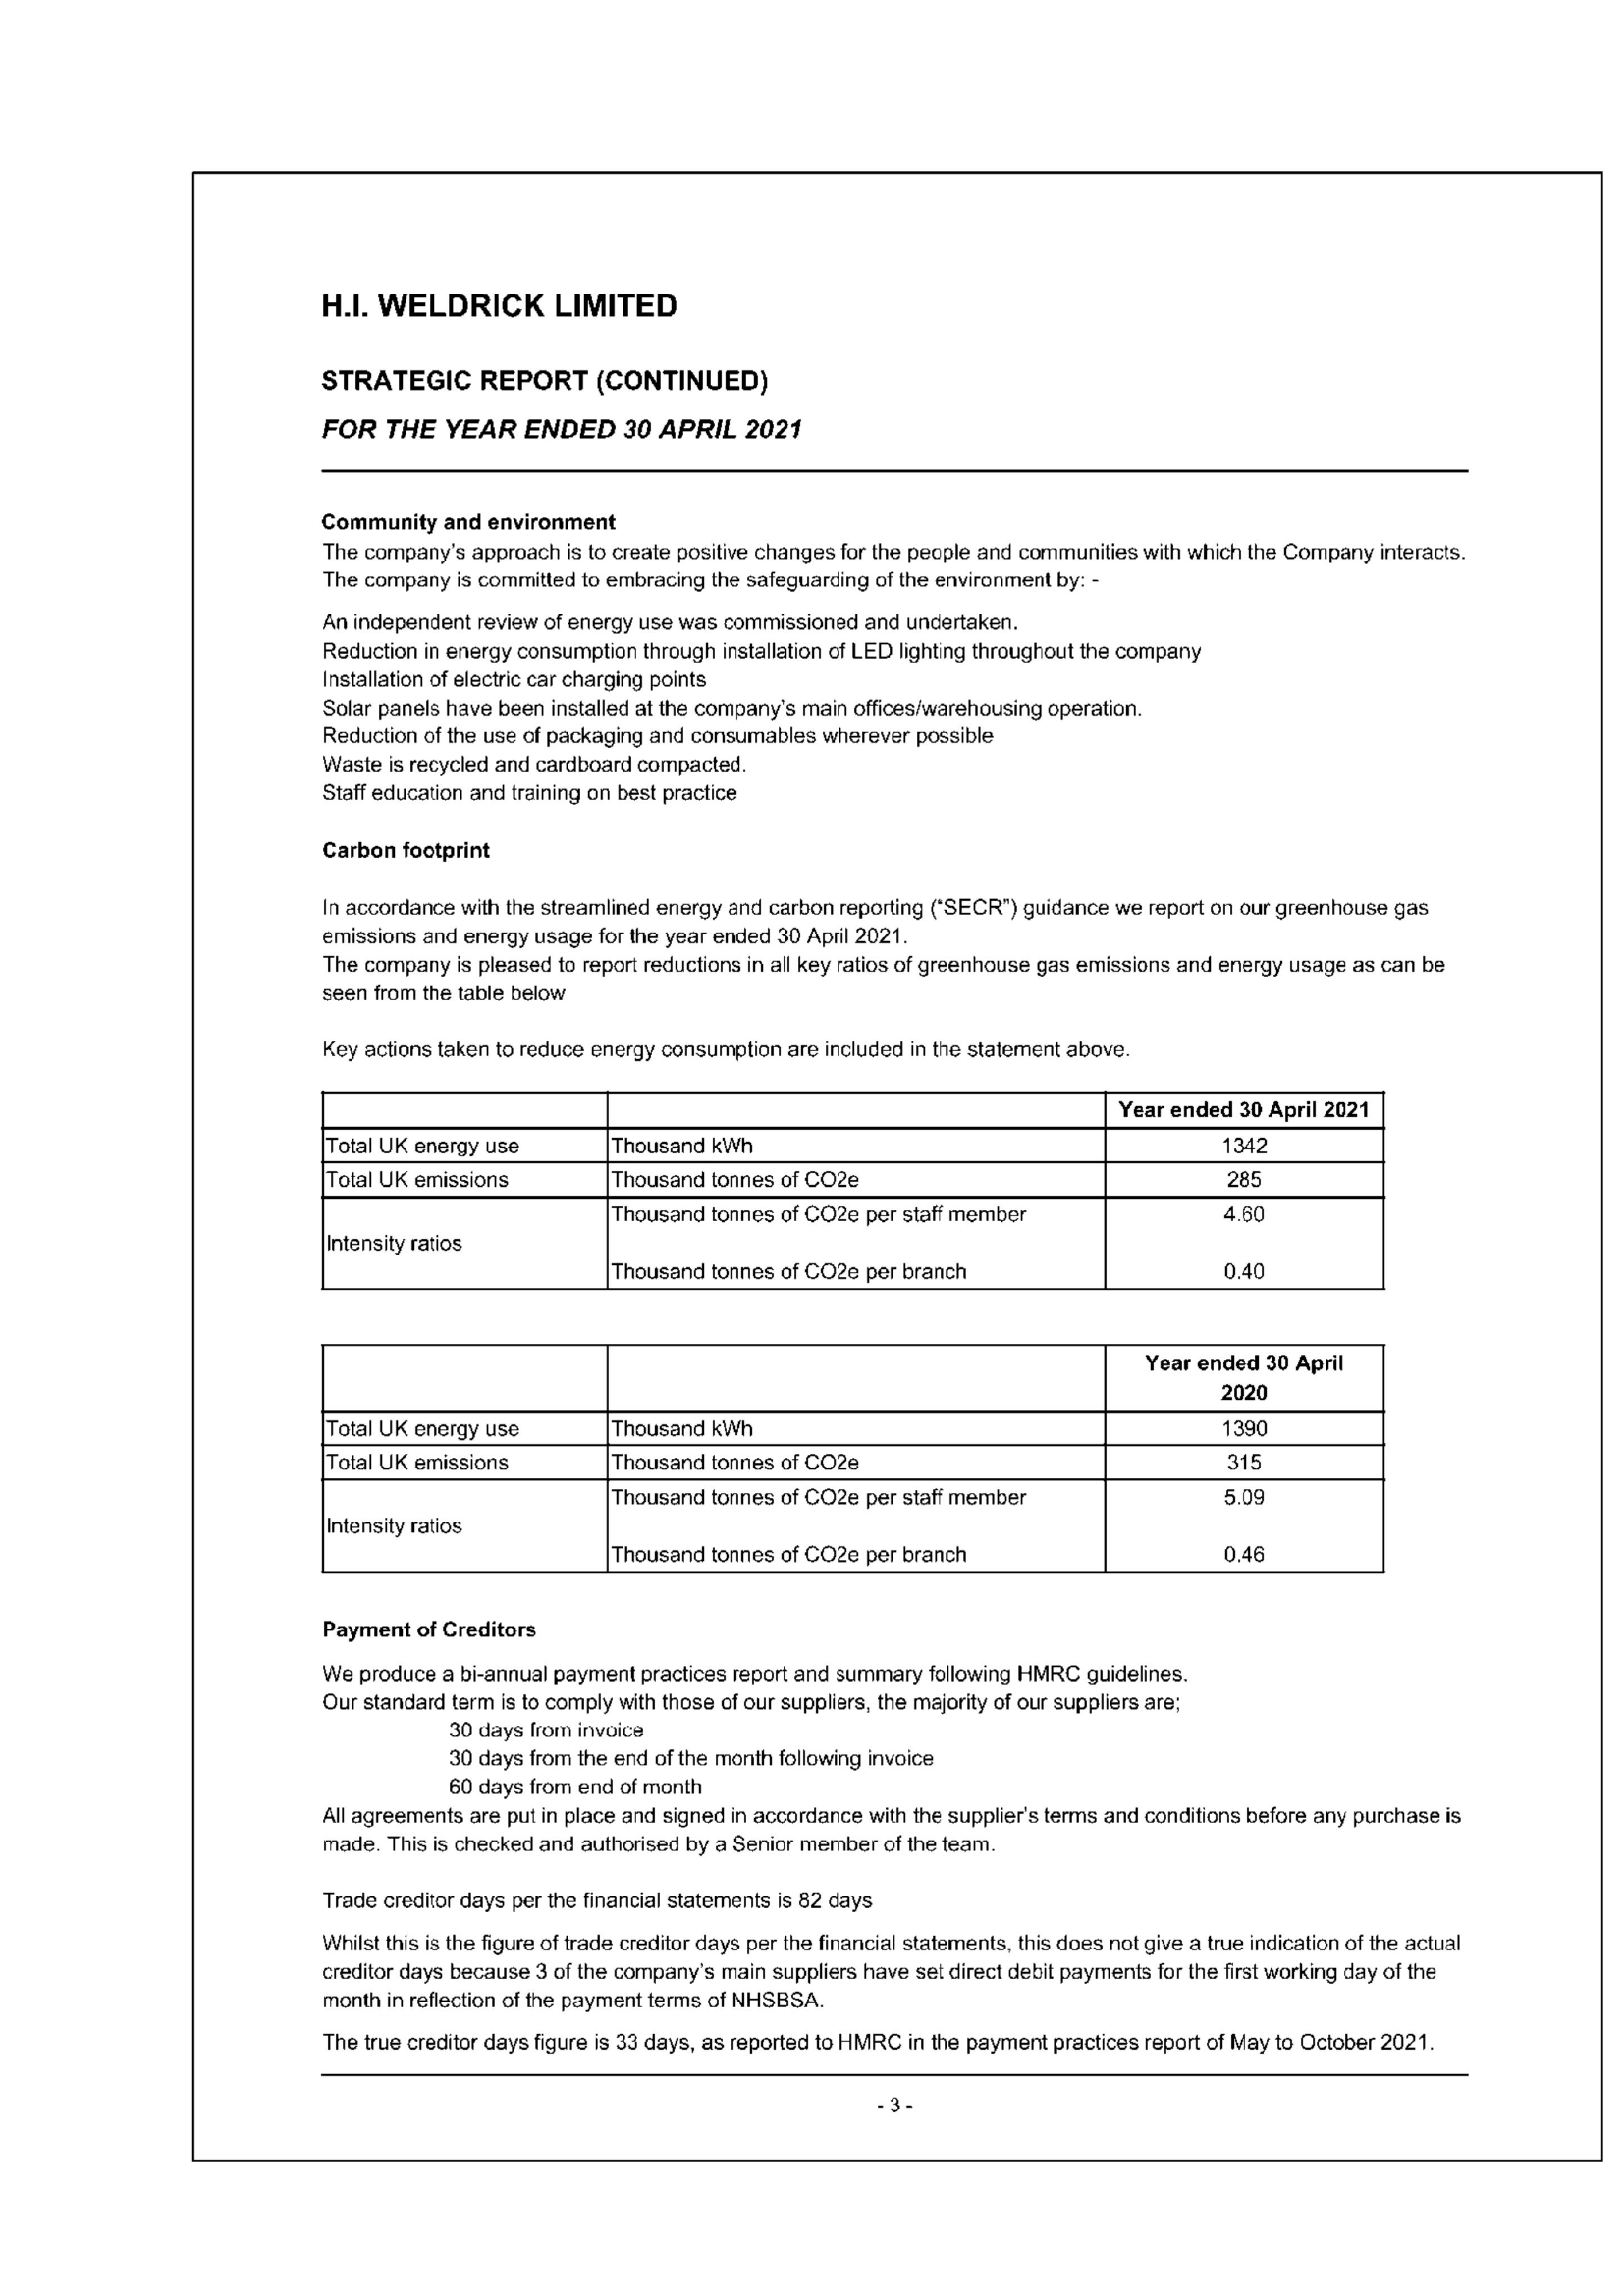 H.I. WELDRICK LIMITED
STRATEGIC REPORT (CONTINUED)
FOR THE YEAR ENDED 30 APRIL 2021
Community and environment
The company's approach is to create positive changes for the people and communities with which the Company interacts.
The company is committed to embracing the safeguarding of the environment by: -
An independent review of energy use was commissioned and undertaken.
Reduction in energy consumption through installation of LED lighting throughout the company
Installation of electric car charging points
Solar panels have been installed at the company's main offices/warehousing operation.
Reduction of the use of packaging and consumables wherever possible
Waste is recycled and cardboard compacted.
Staff education and training on best practice
Carbon footprint
In accordance with the streamlined energy and carbon reporting ("SECR") guidance we report on our greenhouse gas
emissions and energy usage for the year ended 30 April 2021.
The company is pleased to report reductions in all key ratios of greenhouse gas emissions and energy usage as can be
seen from the table below
Key actions taken to reduce energy consumption are included in the statement above.
Year ended 30 April 2021
Total UK energy use Thousand kWh 1342
Total UK emissions Thousand tonnes of CO2e 285
Thousand tonnes of CO2e per staff member 4.60
Intensity ratios
Thousand tonnes of CO2e per branch 0.40
Year ended 30 April
2020
Total UK energy use Thousand kWh 1390
Total UK emissions Thousand tonnes of CO2e 315
Thousand tonnes of CO2e per staff member 5.09
Intensity ratios
Thousand tonnes of CO2e per branch 0.46
Payment of Creditors
We produce a bi-annual payment practices report and summary following HMRC guidelines.
Our standard term is to comply with those of our suppliers, the majority of our suppliers are;
30 days from invoice
30 days from the end of the month following invoice
60 days from end of month
All agreements are put in place and signed in accordance with the supplier's terms and conditions before any purchase is
made. This is checked and authorised by a Senior member of the team.
Trade creditor days per the financial statements is 82 days
Whilst this is the figure of trade creditor days per the financial statements, this does not give a true indication of the actual
creditor days because 3 of the company's main suppliers have set direct debit payments for the first working day of the
month in reflection of the payment terms of NHSBSA.
The true creditor days figure is 33 days, as reported to HMRC in the payment practices report of May to October 2021.
- 3 -